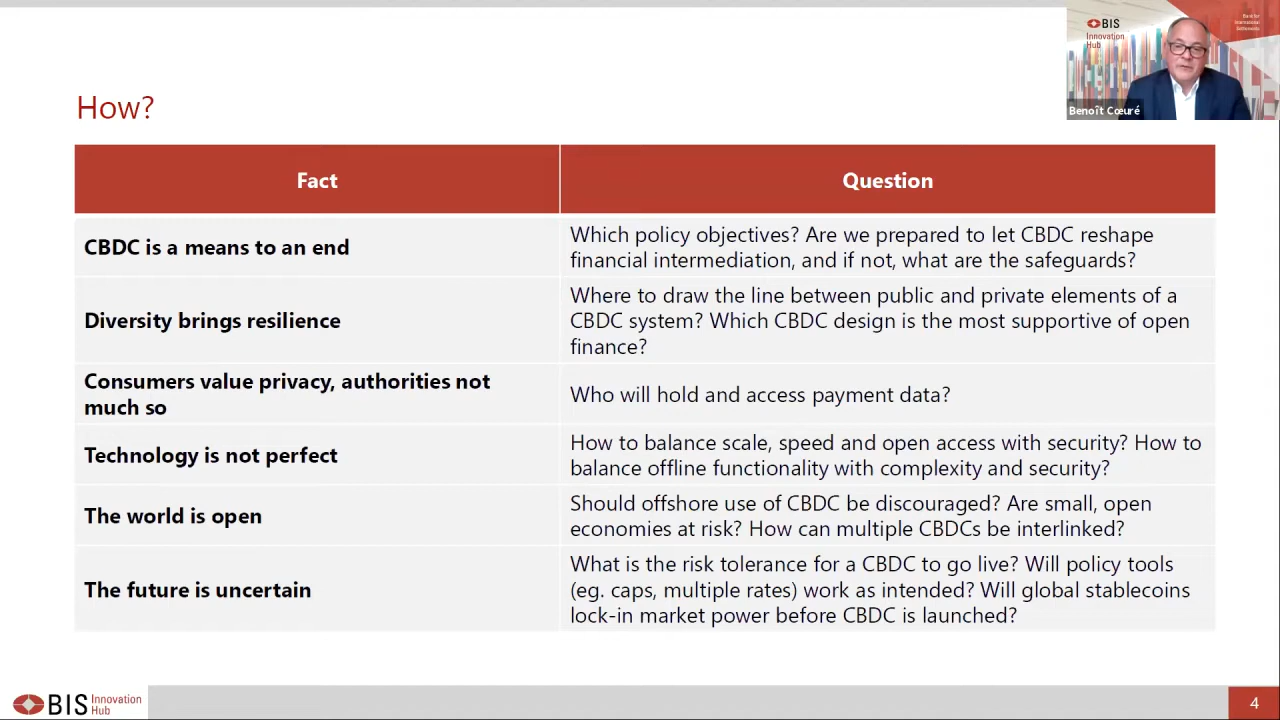 BIS
Innovation
Hub
Bank for
International
Settlements
Benoît Cœuré
How?
Fact
Question
CBDC is a means to an end
Which policy objectives? Are we prepared to let CBDC reshape
financial intermediation, and if not, what are the safeguards?
Diversity brings resilience
Where to draw the line between public and private elements of a
CBDC system? Which CBDC design is the most supportive of open
finance?
Consumers value privacy, authorities not
much so
Who will hold and access payment data?
Technology is not perfect
How to balance scale, speed and open access with security? How to
balance offline functionality with complexity and security?
The world is open
Should offshore use of CBDC be discouraged? Are small, open
economies at risk? How can multiple CBDCs be interlinked?
The future is uncertain
What is the risk tolerance for a CBDC to go live? Will policy tools
(eg. caps, multiple rates) work as intended? Will global stablecoins
lock-in market power before CBDC is launched?
BIS Innovation
Hub
4